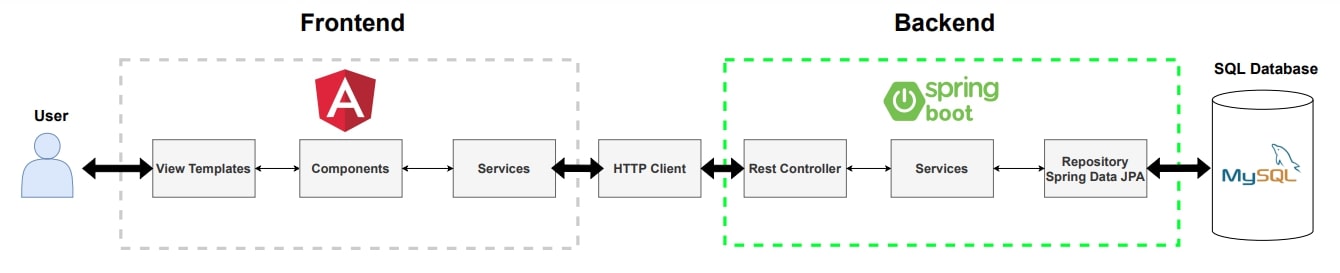 Frontend
Backend
SQL Database
User
A
spring
boot
View Templates
Components
Services
HTTP Client
Rest Controller
Services
Repository
Spring Data JPA
MySQL